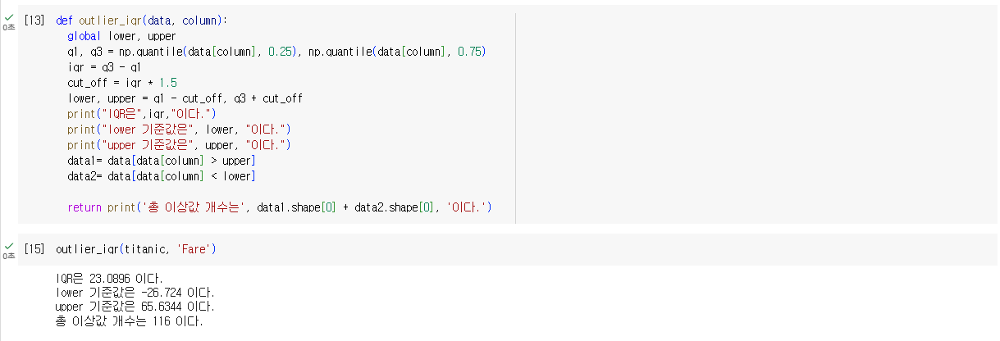 [13] def outlier_iqr(data, column):
0초
global lower, upper
q1, q3 = np.quantile(data[column], 0.25), np.quantile(data[column], 0.75)
iqr = q3 - q1
cut_off = iqr * 1.5
lower, upper = q1 - cut_off, q3 + cut_off
print("IQR은",iqr,"이다.")
print("lower 기준값은", lower, "이다.")
print("upper 기준값은", upper, "이다.")
data1= data[data[column] > upper]
data2= data[data[column] < lower]
return print('총 이상값 개수는', data1.shape[0] + data2.shape[0], '이다.')
[15] outlier_iqr(titanic, 'Fare')
0초
IQR은 23.0896 이다.
lower 기준값은 -26.724 이다.
upper 기준값은 65.6344 이다.
총 이상값 개수는 116 이다.